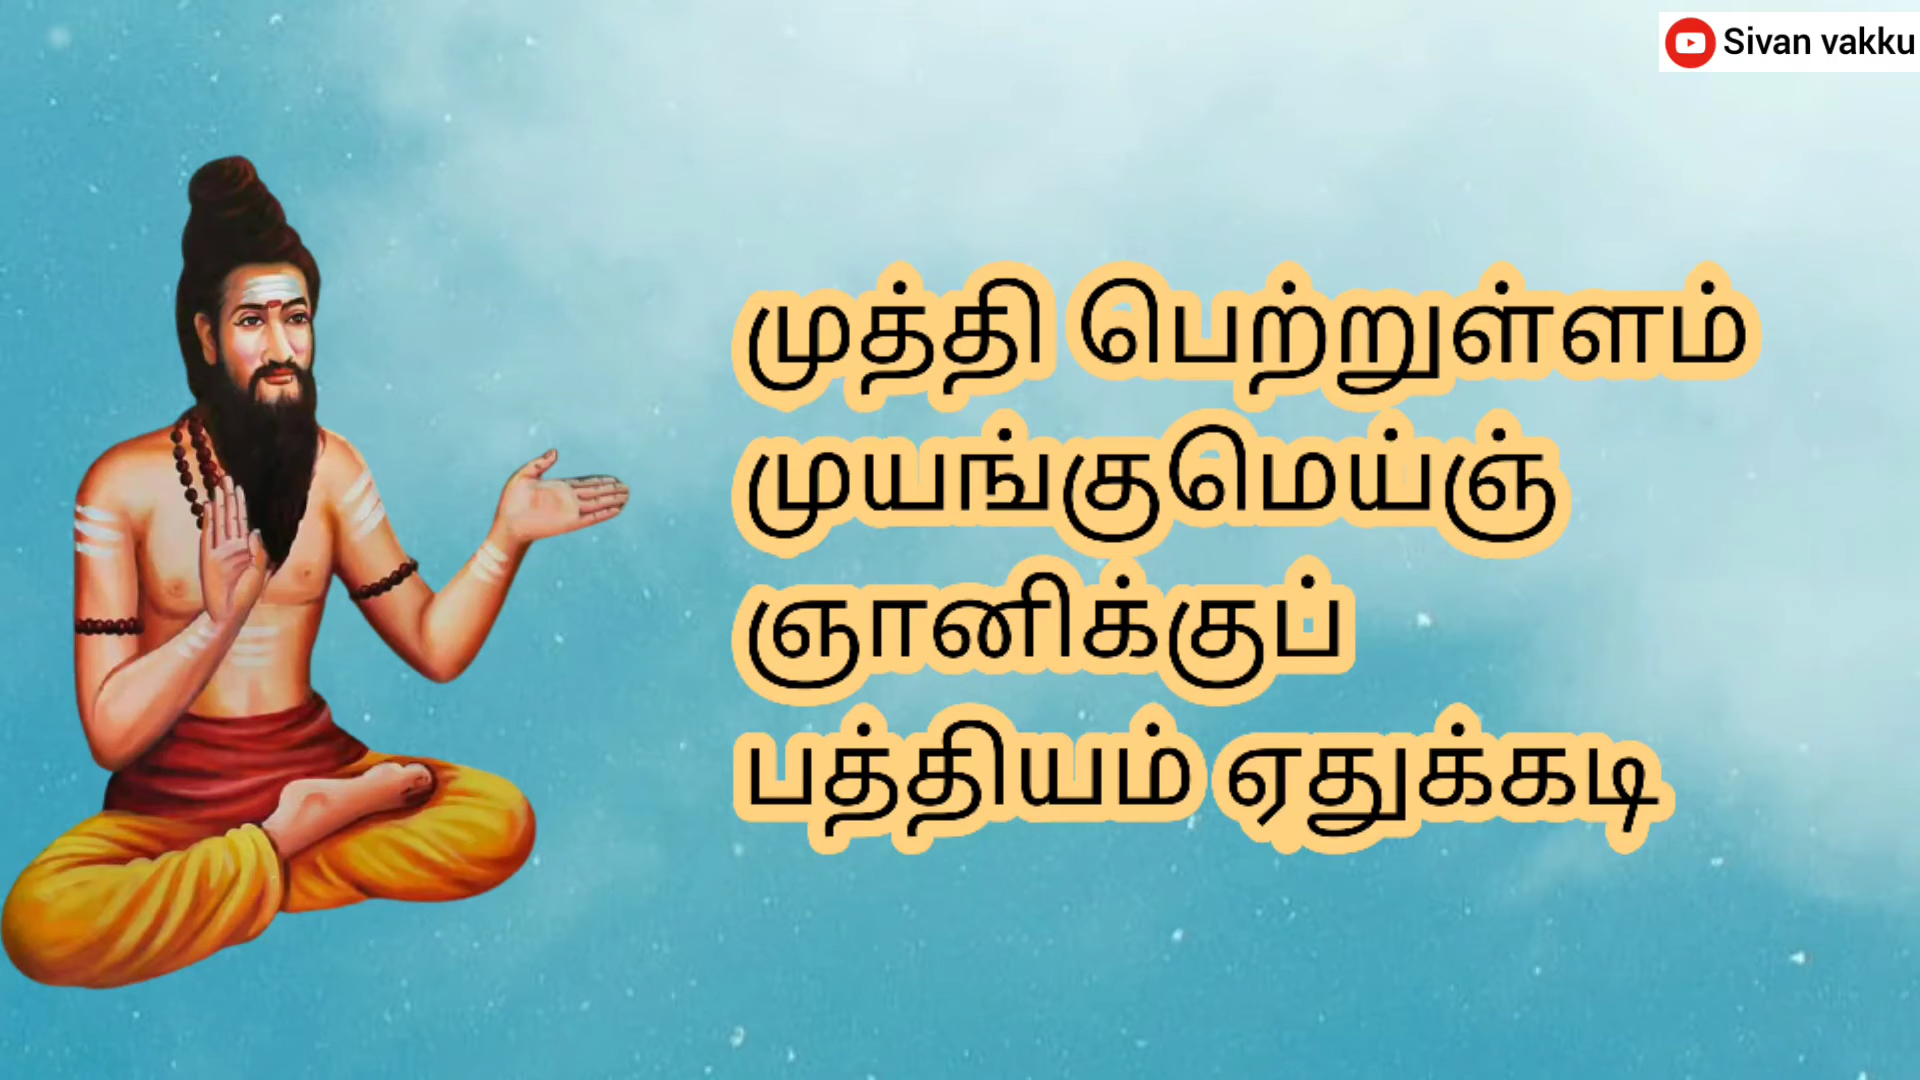 Sivan vakku
முத்தி பெற்றுள்ளம்
முயங்குமெய்ஞ்
ஞானிக்குப்
பத்தியம் ஏதுக்கடி